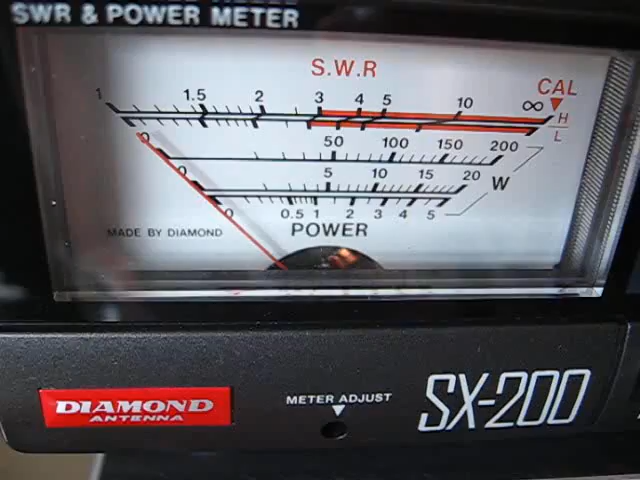 SWR & POWER METER
S.W.R
CAL
1 1.5 2 3 4 5 10 ∞
H
L
0 50 100 150 200
0 5 10 15 20
W
0 0.5 1 2 3 4 5
MADE BY DIAMOND
POWER
DIAMOND
ANTENNA
METER ADJUST
SX-200